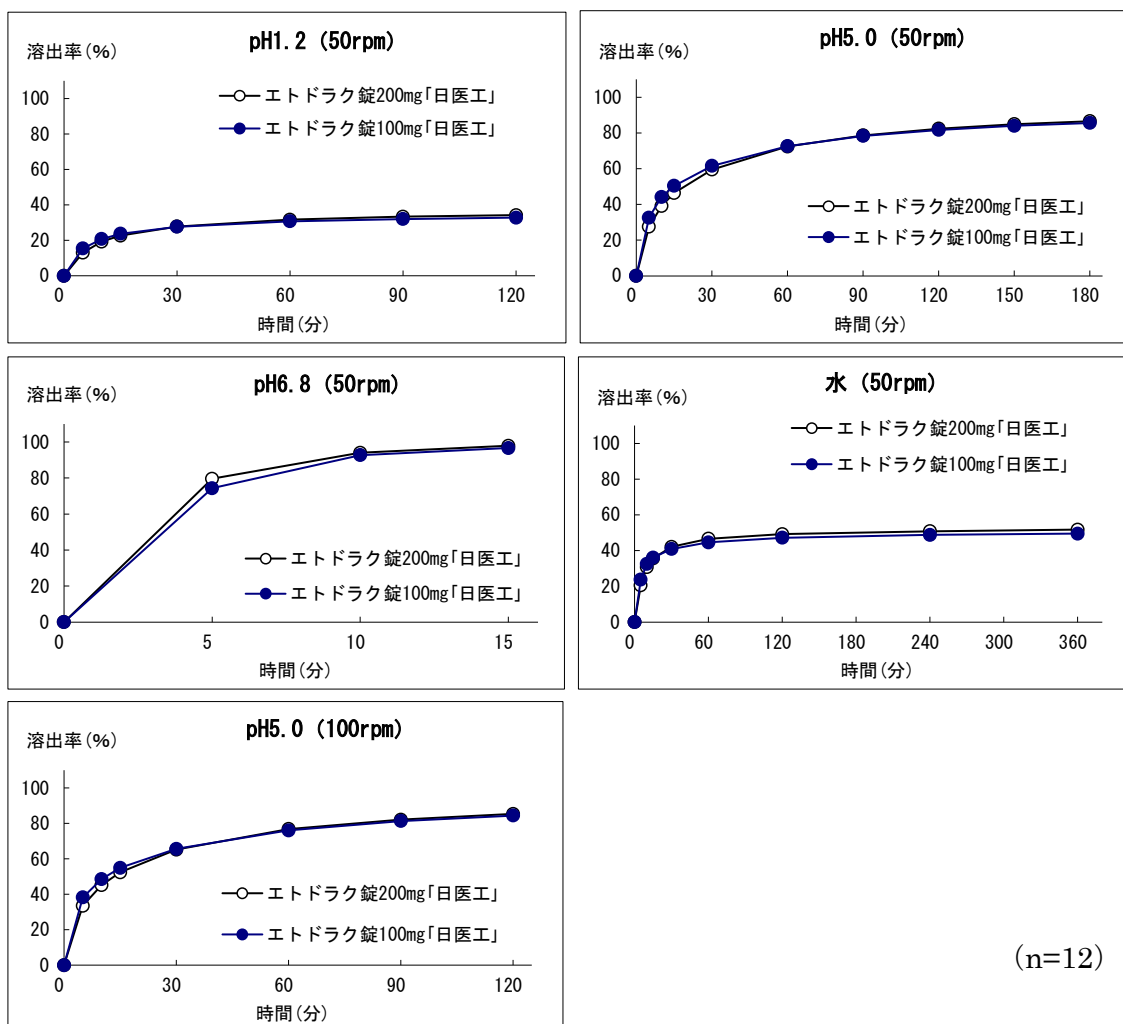 pH1.2 (50rpm)
溶出率(%)
エトドラク錠200mg「日医工」
エトドラク錠100mg「日医工」
100
80
60
40
20
0
0 30 60 90 120
時間(分)
pH5.0 (50rpm)
溶出率(%)
100
80
60
40
20
0
エトドラク錠200mg「日医工」
エトドラク錠100mg「日医工」
0 30 60 90 120 150 180
時間(分)
pH6.8 (50rpm)
溶出率(%)
100
80
60
40
20
0
エトドラク錠200mg「日医工」
エトドラク錠100mg「日医工」
0 5 10 15
時間(分)
水 (50rpm)
溶出率(%)
エトドラク錠200mg「日医工」
エトドラク錠100mg「日医工」
100
80
60
40
20
0
0 60 120 180 240 300 360
時間(分)
pH5.0 (100rpm)
溶出率(%)
100
80
60
40
20
0
エトドラク錠200mg「日医工」
エトドラク錠100mg「日医工」
0 30 60 90 120
時間(分)
(n=12)